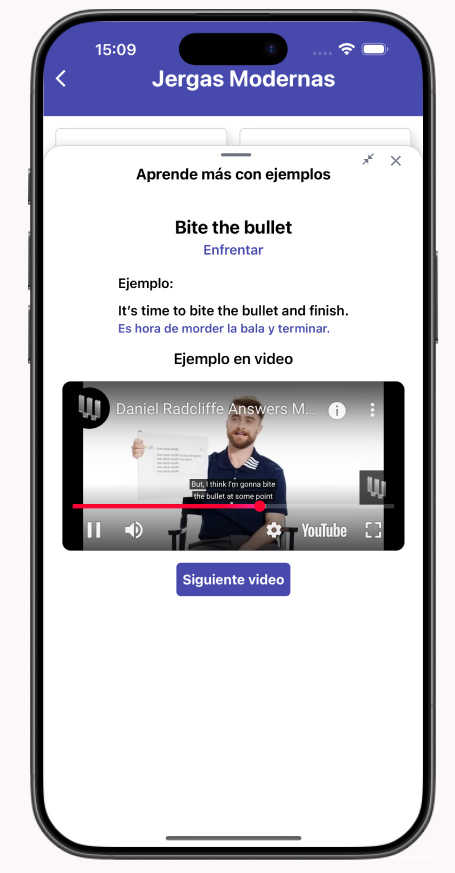 15:09
Jergas Modernas
Aprende más con ejemplos
Bite the bullet
Enfrentar
Ejemplo:
It's time to bite the bullet and finish.
Es hora de morder la bala y terminar.
Ejemplo en video
Daniel Radcliffe Answers M...
But, I think I'm gonna bite
the bullet at some point
YouTube
Siguiente video